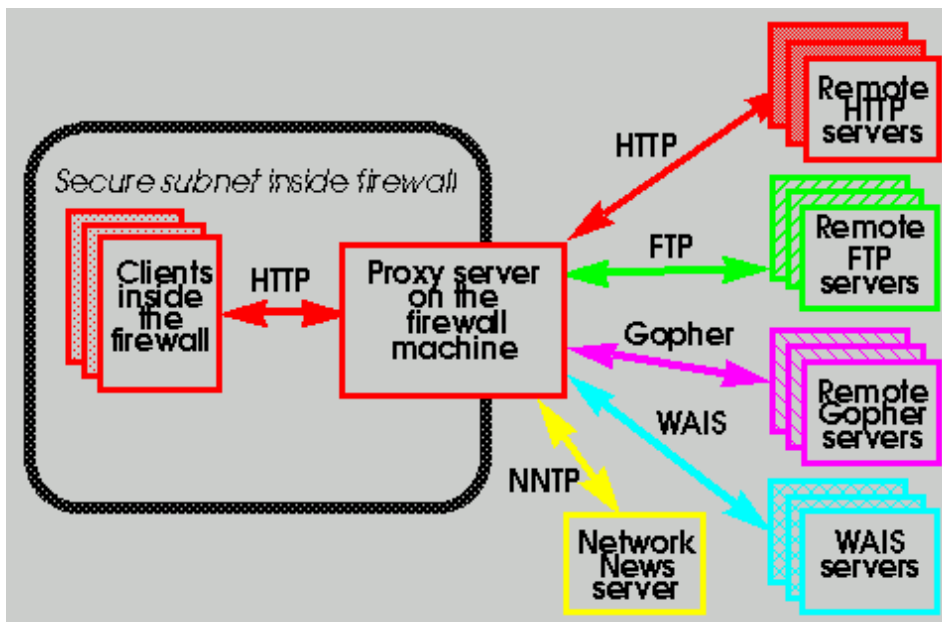 Secure subnet inside firewall
Clients
inside
the
firewall
HTTP
Proxy server
on the
firewall
machine
HTTP
Remote
HTTP
servers
FTP
Remote
FTP
servers
Gopher
Remote
Gopher
servers
WAIS
WAIS
servers
NNTP
Network
News
server